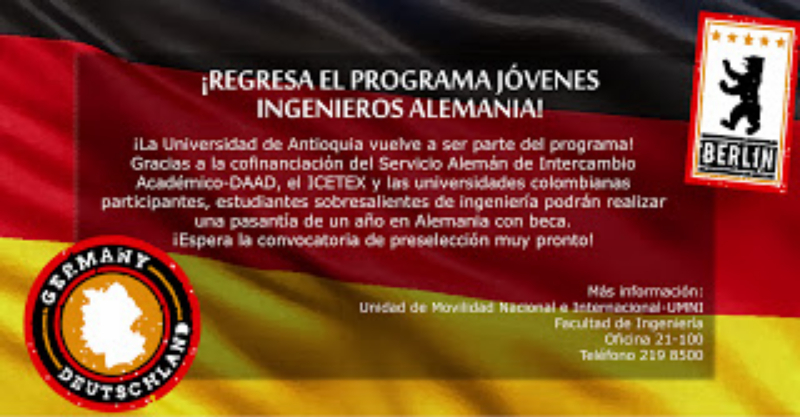 ¡REGRESA EL PROGRAMA JÓVENES
INGENIEROS ALEMANIA!
¡La Universidad de Antioquia vuelve a ser parte del programa!
Gracias a la cofinanciación del Servicio Alemán de Intercambio
Académico-DAAD, el ICETEX y las universidades colombianas
participantes, estudiantes sobresalientes de ingeniería podrán realizar
una pasantía de un año en Alemania con beca.
¡Espera la convocatoria de preselección muy pronto!
Más información:
Unidad de Movilidad Nacional e Internacional-UMNI
Facultad de Ingeniería
Oficina 21-100
Teléfono 219 8500
BERLIN
GERMANY
DEUTSCHLAND